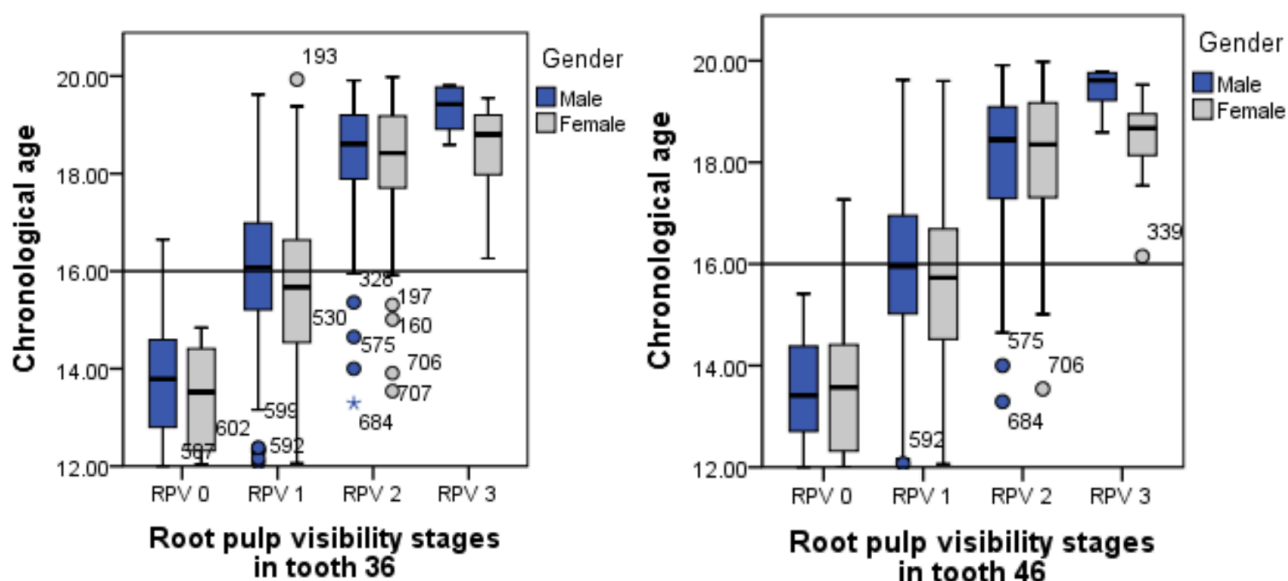 Chronological age
20.00
18.00
16.00
14.00
12.00
193
328
530
197
160
575
706
707
684
599
602
592
587
RPV 0
RPV 1
RPV 2
RPV 3
Root pulp visibility stages
in tooth 36
Gender
Male
Female
Chronological age
20.00
18.00
16.00
14.00
12.00
339
575
706
684
592
RPV 0
RPV 1
RPV 2
RPV 3
Root pulp visibility stages
in tooth 46
Gender
Male
Female